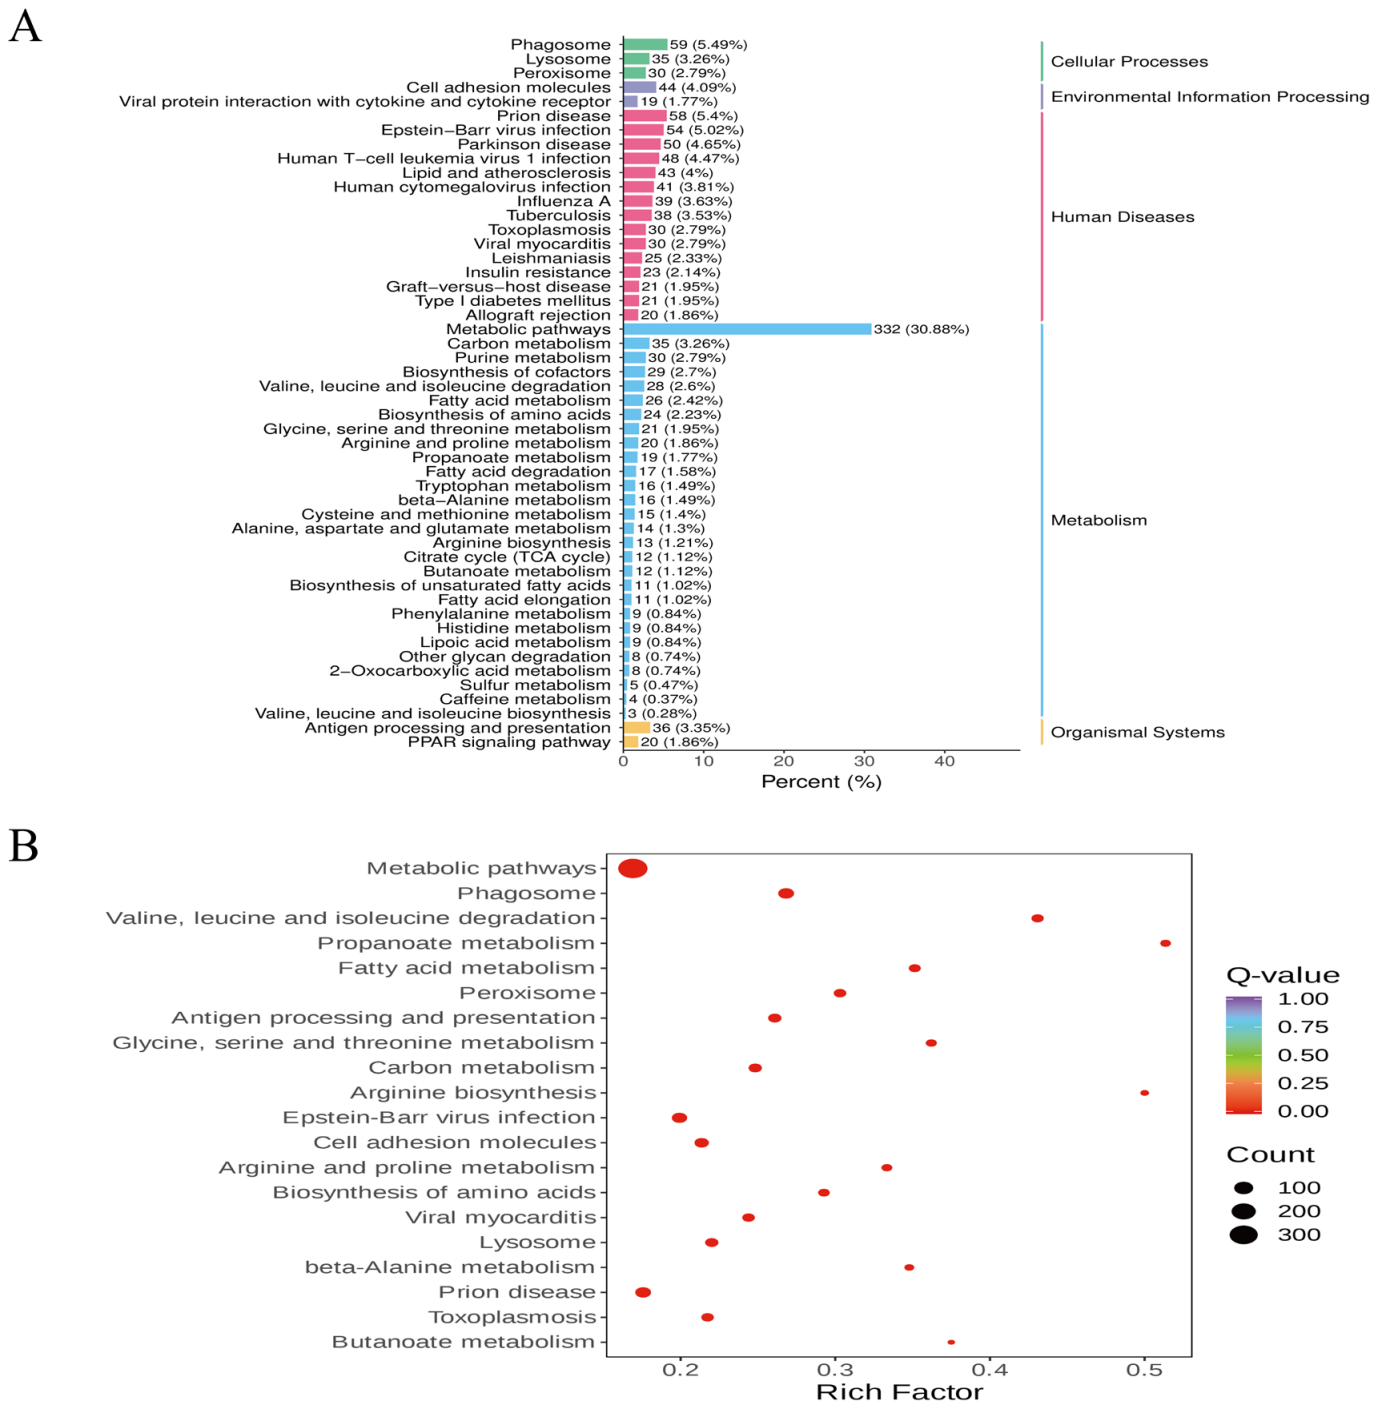 A
Phagosome 59 (5.49%)
Lysosome 35 (3.26%)
Peroxisome 30 (2.79%)
Cellular Processes
Cell adhesion molecules 44 (4.09%)
Viral protein interaction with cytokine and cytokine receptor 19 (1.77%)
Environmental Information Processing
Prion disease 58 (5.4%)
Epstein−Barr virus infection 54 (5.02%)
Parkinson disease 50 (4.65%)
Human T−cell leukemia virus 1 infection 48 (4.47%)
Lipid and atherosclerosis 43 (4%)
Human cytomegalovirus infection 41 (3.81%)
Influenza A 39 (3.63%)
Tuberculosis 38 (3.53%)
Human Diseases
Toxoplasmosis 30 (2.79%)
Viral myocarditis 30 (2.79%)
Leishmaniasis 25 (2.33%)
Insulin resistance 23 (2.14%)
Graft−versus−host disease 21 (1.95%)
Type I diabetes mellitus 21 (1.95%)
Allograft rejection 20 (1.86%)
Metabolic pathways 332 (30.88%)
Carbon metabolism 35 (3.26%)
Purine metabolism 30 (2.79%)
Biosynthesis of cofactors 29 (2.7%)
Valine, leucine and isoleucine degradation 28 (2.6%)
Fatty acid metabolism 26 (2.42%)
Biosynthesis of amino acids 24 (2.23%)
Glycine, serine and threonine metabolism 21 (1.95%)
Arginine and proline metabolism 20 (1.86%)
Propanoate metabolism 19 (1.77%)
Fatty acid degradation 17 (1.58%)
Tryptophan metabolism 16 (1.49%)
beta−Alanine metabolism 16 (1.49%)
Cysteine and methionine metabolism 15 (1.4%)
Metabolism
Alanine, aspartate and glutamate metabolism 14 (1.3%)
Arginine biosynthesis 13 (1.21%)
Citrate cycle (TCA cycle) 12 (1.12%)
Butanoate metabolism 12 (1.12%)
Biosynthesis of unsaturated fatty acids 11 (1.02%)
Fatty acid elongation 11 (1.02%)
Phenylalanine metabolism 9 (0.84%)
Histidine metabolism 9 (0.84%)
Lipoic acid metabolism 9 (0.84%)
Other glycan degradation 8 (0.74%)
2−Oxocarboxylic acid metabolism 8 (0.74%)
Sulfur metabolism 5 (0.47%)
Caffeine metabolism 4 (0.37%)
Valine, leucine and isoleucine biosynthesis 3 (0.28%)
Antigen processing and presentation 36 (3.35%)
Organismal Systems
PPAR signaling pathway 20 (1.86%)
0 10 20 30 40
Percent (%)
B
Metabolic pathways
Phagosome
Valine, leucine and isoleucine degradation
Propanoate metabolism
Fatty acid metabolism
Peroxisome
Antigen processing and presentation
Glycine, serine and threonine metabolism
Carbon metabolism
Arginine biosynthesis
Epstein-Barr virus infection
Cell adhesion molecules
Arginine and proline metabolism
Biosynthesis of amino acids
Viral myocarditis
Lysosome
beta-Alanine metabolism
Prion disease
Toxoplasmosis
Butanoate metabolism
0.2 0.3 0.4 0.5
Rich Factor
Q-value
1.00
0.75
0.50
0.25
0.00
Count
100
200
300